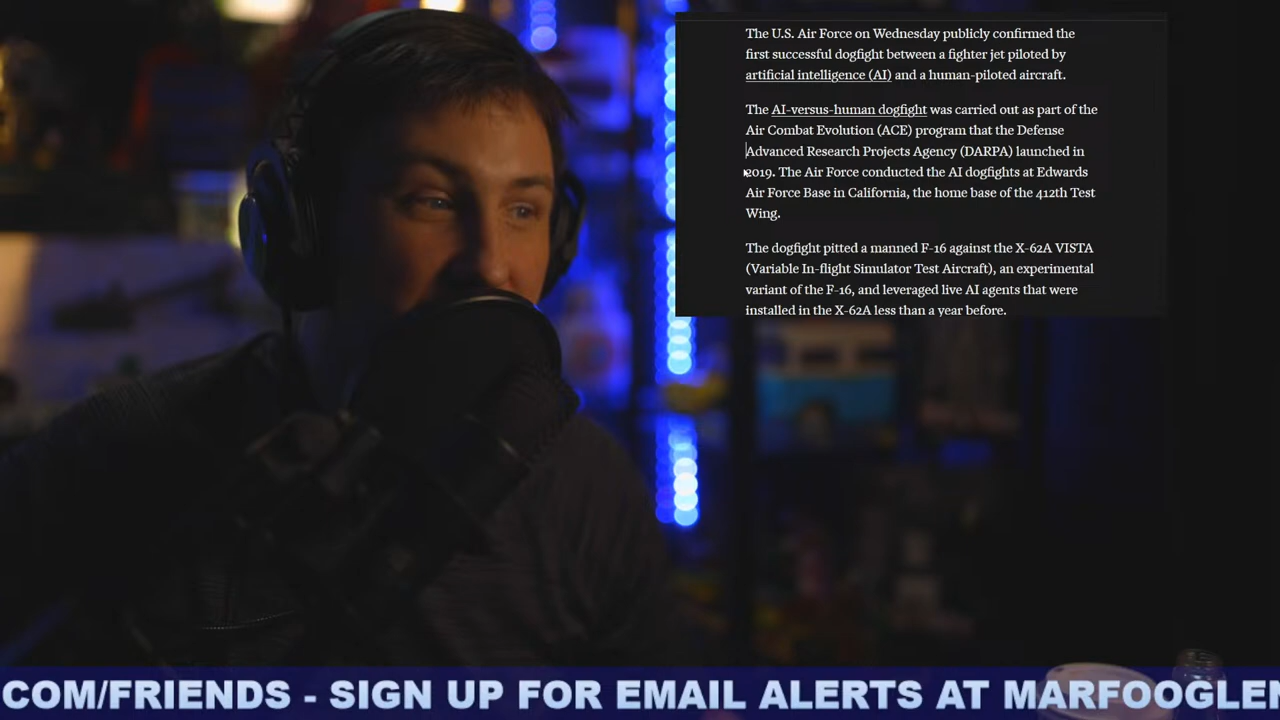 The U.S. Air Force on Wednesday publicly confirmed the
first successful dogfight between a fighter jet piloted by
artificial intelligence (AI) and a human-piloted aircraft.
The AI-versus-human dogfight was carried out as part of the
Air Combat Evolution (ACE) program that the Defense
Advanced Research Projects Agency (DARPA) launched in
2019. The Air Force conducted the AI dogfights at Edwards
Air Force Base in California, the home base of the 412th Test
Wing.
The dogfight pitted a manned F-16 against the X-62A VISTA
(Variable In-flight Simulator Test Aircraft), an experimental
variant of the F-16, and leveraged live AI agents that were
installed in the X-62A less than a year before.
COM/FRIENDS - SIGN UP FOR EMAIL ALERTS AT MARFOOGLEN